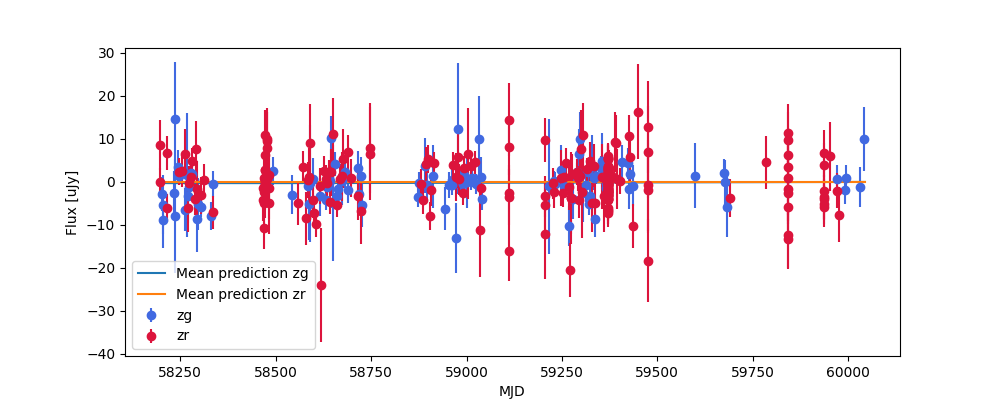 30
20
10
0
−10
−20
−30
−40
Flux [uJy]
Mean prediction zg
Mean prediction zr
zg
zr
58250 58500 58750 59000 59250 59500 59750 60000
MJD